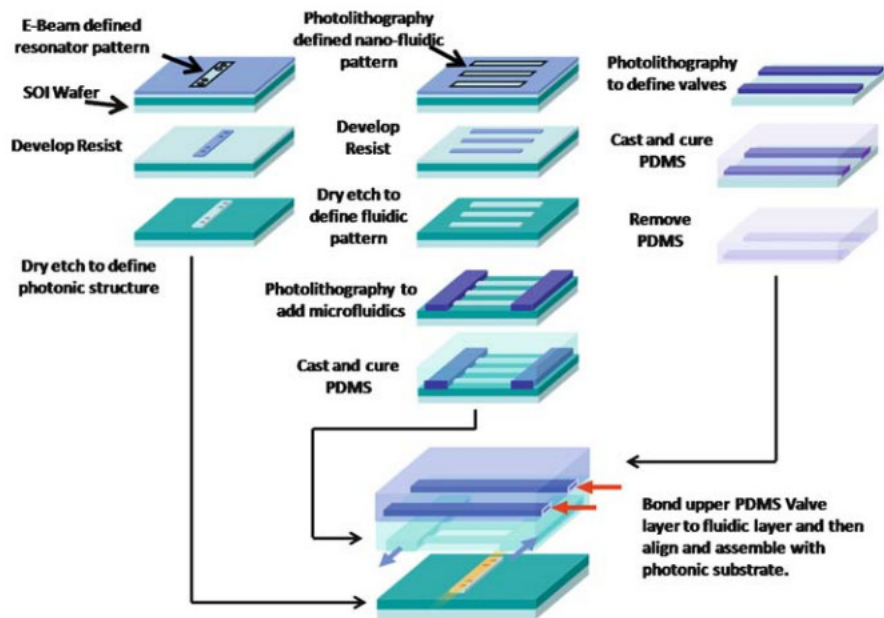 E-Beam defined
resonator pattern
SOI Wafer
Develop Resist
Dry etch to define
photonic structure
Photolithography
defined nano-fluidic
pattern
Develop
Resist
Dry etch to
define fluidic
pattern
Photolithography to
add microfluidics
Cast and cure
PDMS
Photolithography
to define valves
Cast and cure
PDMS
Remove
PDMS
Bond upper PDMS Valve
layer to fluidic layer and then
align and assemble with
photonic substrate.